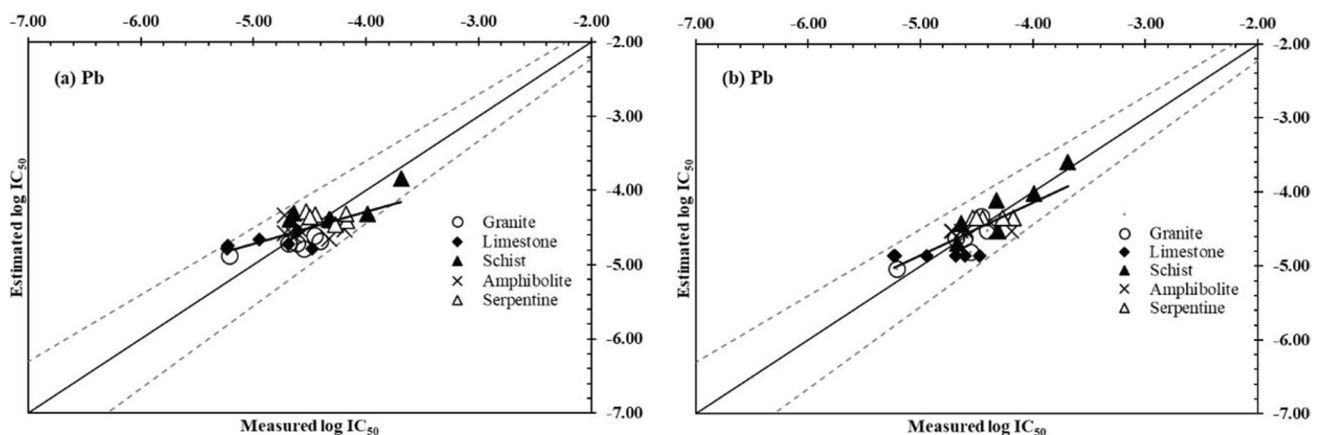 -7.00 -6.00 -5.00 -4.00 -3.00 -2.00
-2.00
(a) Pb
-3.00
-4.00
-5.00
-6.00
-7.00
Estimated log IC50
Granite
Limestone
Schist
Amphibolite
Serpentine
Measured log IC50
-7.00 -6.00 -5.00 -4.00 -3.00 -2.00
-2.00
(b) Pb
-3.00
-4.00
-5.00
-6.00
-7.00
Estimated log IC50
Granite
Limestone
Schist
Amphibolite
Serpentine
Measured log IC50